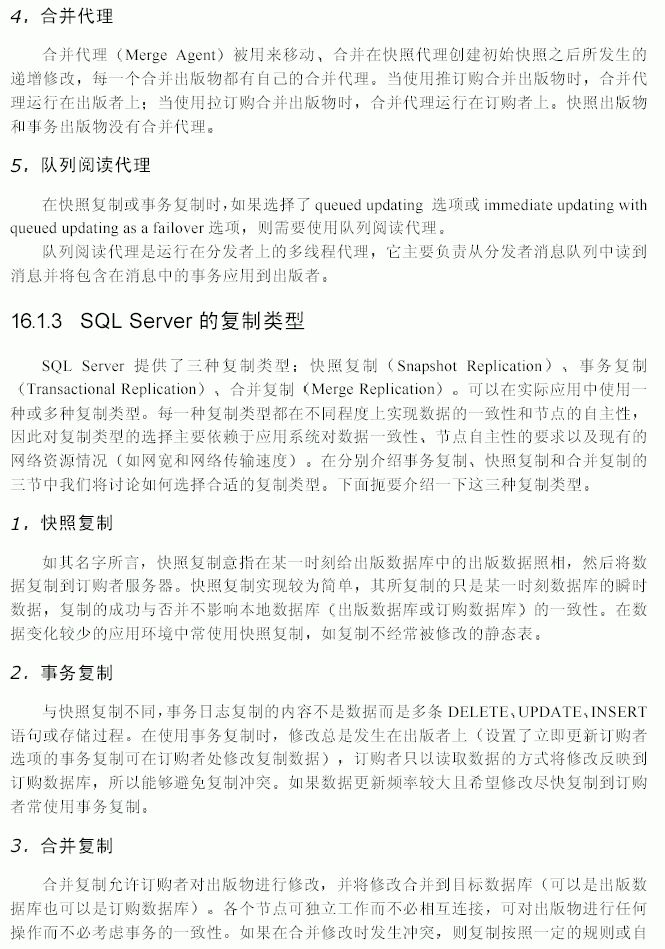 4．合并代理
合并代理（Merge Agent）被用来移动、合并在快照代理创建初始快照之后所发生的
递增修改，每一个合并出版物都有自己的合并代理。当使用推订购合并出版物时，合并代
理运行在出版者上；当使用拉订购合并出版物时，合并代理运行在订购者上。快照出版物
和事务出版物没有合并代理。
5．队列阅读代理
在快照复制或事务复制时，如果选择了 queued updating 选项或 immediate updating with
queued updating as a failover 选项，则需要使用队列阅读代理。
队列阅读代理是运行在分发者上的多线程代理，它主要负责从分发者消息队列中读到
消息并将包含在消息中的事务应用到出版者。
16.1.3 SQL Server 的复制类型
SQL Server 提供了三种复制类型：快照复制（Snapshot Replication）、事务复制
（Transactional Replication）、合并复制（Merge Replication）。可以在实际应用中使用一
种或多种复制类型。每一种复制类型都在不同程度上实现数据的一致性和节点的自主性，
因此对复制类型的选择主要依赖于应用系统对数据一致性、节点自主性的要求以及现有的
网络资源情况（如网宽和网络传输速度）。在分别介绍事务复制、快照复制和合并复制的
三节中我们将讨论如何选择合适的复制类型。下面扼要介绍一下这三种复制类型。
1．快照复制
如其名字所言，快照复制意指在某一时刻给出版数据库中的出版数据照相，然后将数
据复制到订购者服务器。快照复制实现较为简单，其所复制的只是某一时刻数据库的瞬时
数据，复制的成功与否并不影响本地数据库（出版数据库或订购数据库）的一致性。在数
据变化较少的应用环境中常使用快照复制，如复制不经常被修改的静态表。
2．事务复制
与快照复制不同，事务日志复制的内容不是数据而是多条 DELETE、UPDATE、INSERT
语句或存储过程。在使用事务复制时，修改总是发生在出版者上（设置了立即更新订购者
选项的事务复制可在订购者处修改复制数据），订购者只以读取数据的方式将修改反映到
订购数据库，所以能够避免复制冲突。如果数据更新频率较大且希望修改尽快复制到订购
者常使用事务复制。
3．合并复制
合并复制允许订购者对出版物进行修改，并将修改合并到目标数据库（可以是出版数
据库也可以是订购数据库）。各个节点可独立工作而不必相互连接，可对出版物进行任何
操作而不必考虑事务的一致性。如果在合并修改时发生冲突，则复制按照一定的规则或自